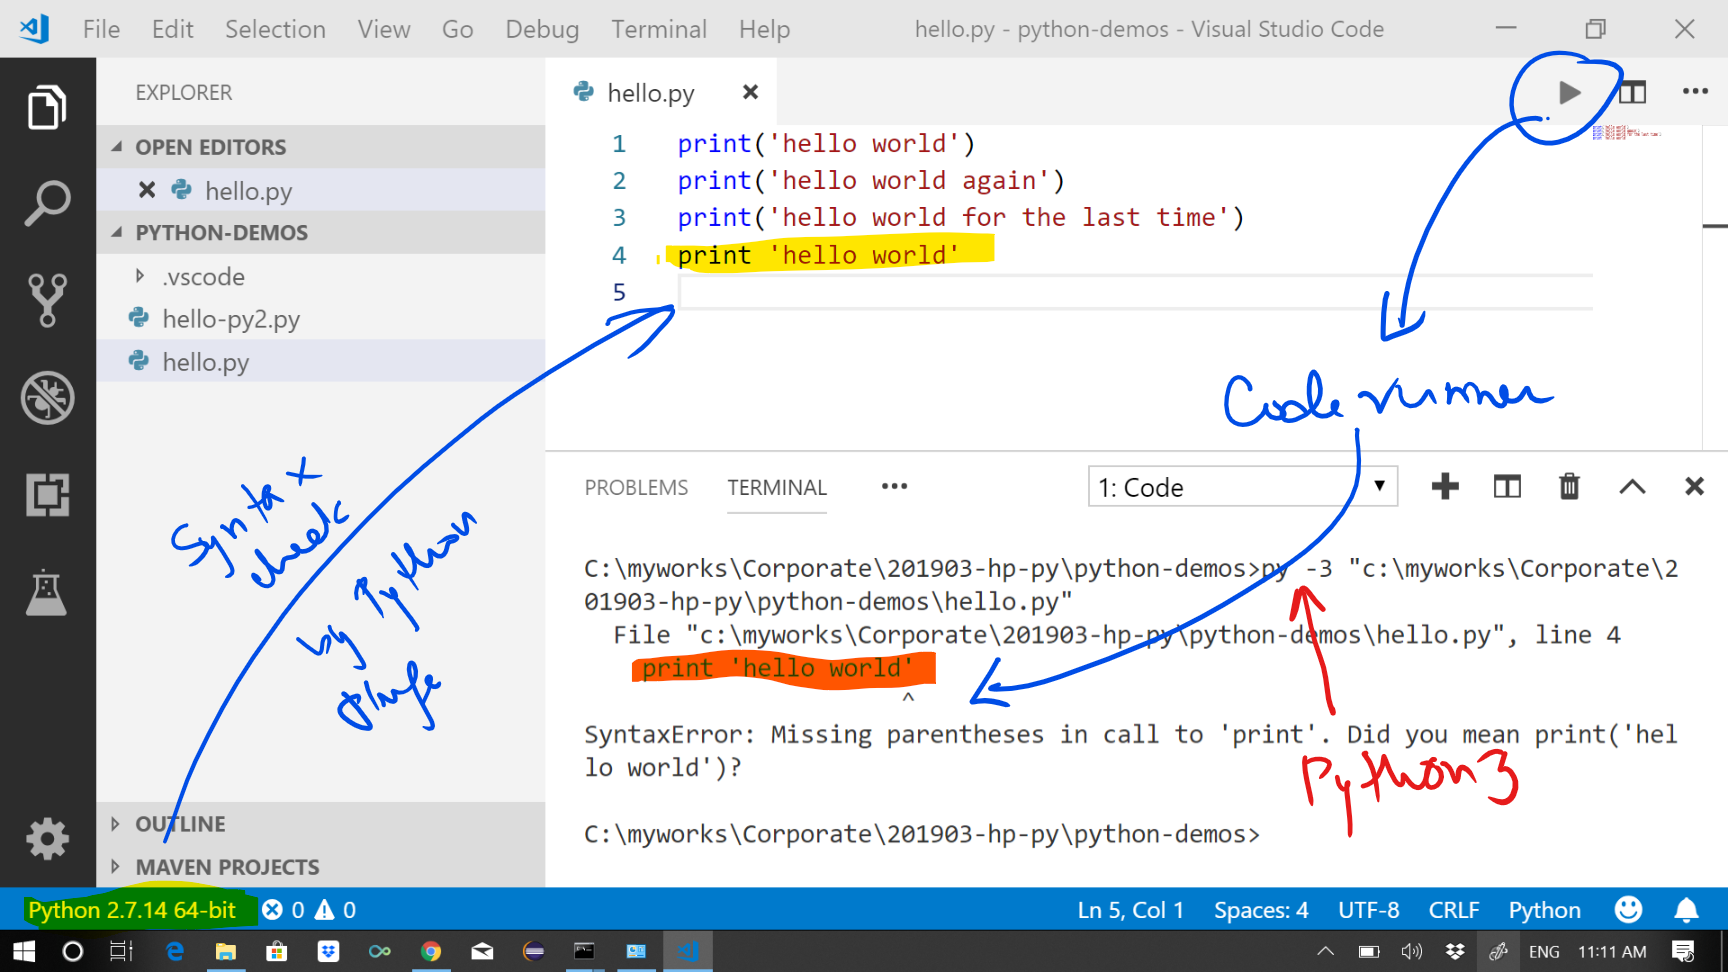 File Edit Selection View Go Debug Terminal Help hello.py - python-demos - Visual Studio Code
EXPLORER
OPEN EDITORS
hello.py
PYTHON-DEMOS
.vscode
hello-py2.py
hello.py
OUTLINE
MAVEN PROJECTS
hello.py
1 print('hello world')
2 print('hello world again')
3 print('hello world for the last time')
4 print 'hello world'
5
Code runner
Syntax
check
by Python
PROBLEMS TERMINAL 1: Code
C:\myworks\Corporate\201903-hp-py\python-demos>py -3 "c:\myworks\Corporate\2
01903-hp-py\python-demos\hello.py"
File "c:\myworks\Corporate\201903-hp-py\python-demos\hello.py", line 4
print 'hello world'
^
SyntaxError: Missing parentheses in call to 'print'. Did you mean print('hel
lo world')?
Python3
C:\myworks\Corporate\201903-hp-py\python-demos>
Python 2.7.14 64-bit 0 0 Ln 5, Col 1 Spaces: 4 UTF-8 CRLF Python
ENG 11:11 AM